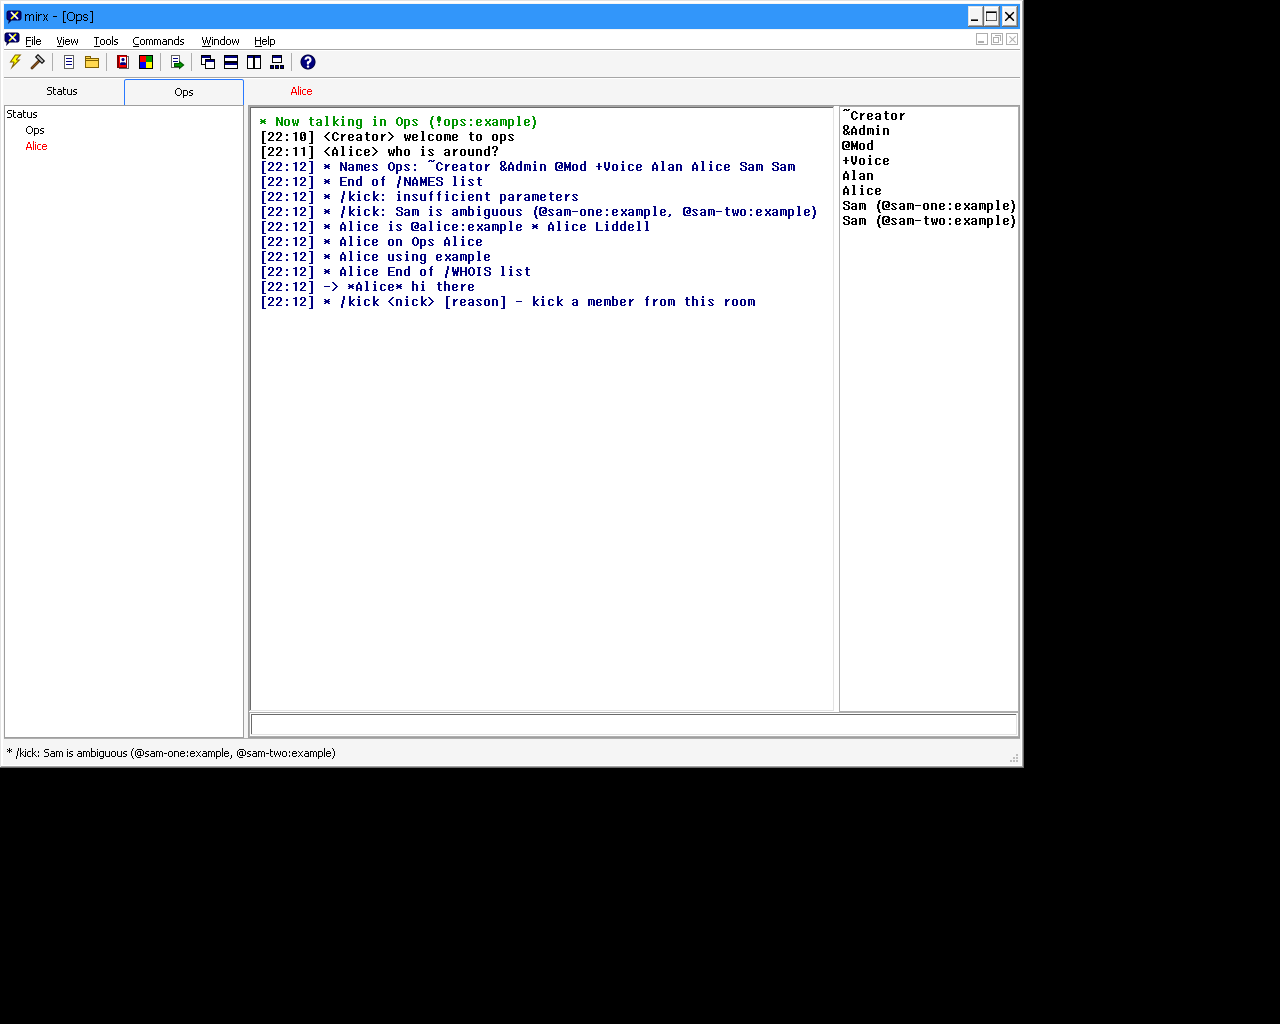 mirx - [Ops]
File View Tools Commands Window Help
Status Ops Alice
Status
Ops
Alice
* Now talking in Ops (!ops:example)
[22:10] <Creator> welcome to ops
[22:11] <Alice> who is around?
[22:12] * Names Ops: ~Creator &Admin @Mod +Voice Alan Alice Sam Sam
[22:12] * End of /NAMES list
[22:12] * /kick: insufficient parameters
[22:12] * /kick: Sam is ambiguous (@sam-one:example, @sam-two:example)
[22:12] * Alice is @alice:example * Alice Liddell
[22:12] * Alice on Ops Alice
[22:12] * Alice using example
[22:12] * Alice End of /WHOIS list
[22:12] -> *Alice* hi there
[22:12] * /kick <nick> [reason] - kick a member from this room
~Creator
&Admin
@Mod
+Voice
Alan
Alice
Sam (@sam-one:example)
Sam (@sam-two:example)
* /kick: Sam is ambiguous (@sam-one:example, @sam-two:example)